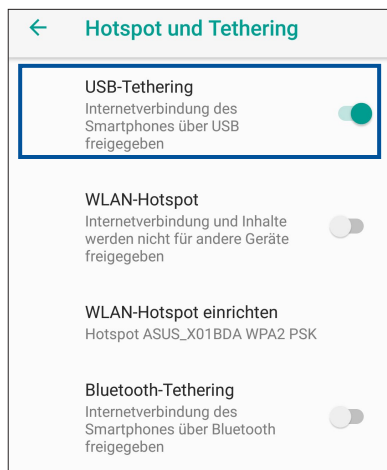 Hotspot und Tethering
USB-Tethering
Internetverbindung des
Smartphones über USB
freigegeben
WLAN-Hotspot
Internetverbindung und Inhalte
werden nicht für andere Geräte
freigegeben
WLAN-Hotspot einrichten
Hotspot ASUS_X01BDA WPA2 PSK
Bluetooth-Tethering
Internetverbindung des
Smartphones über Bluetooth
freigegeben